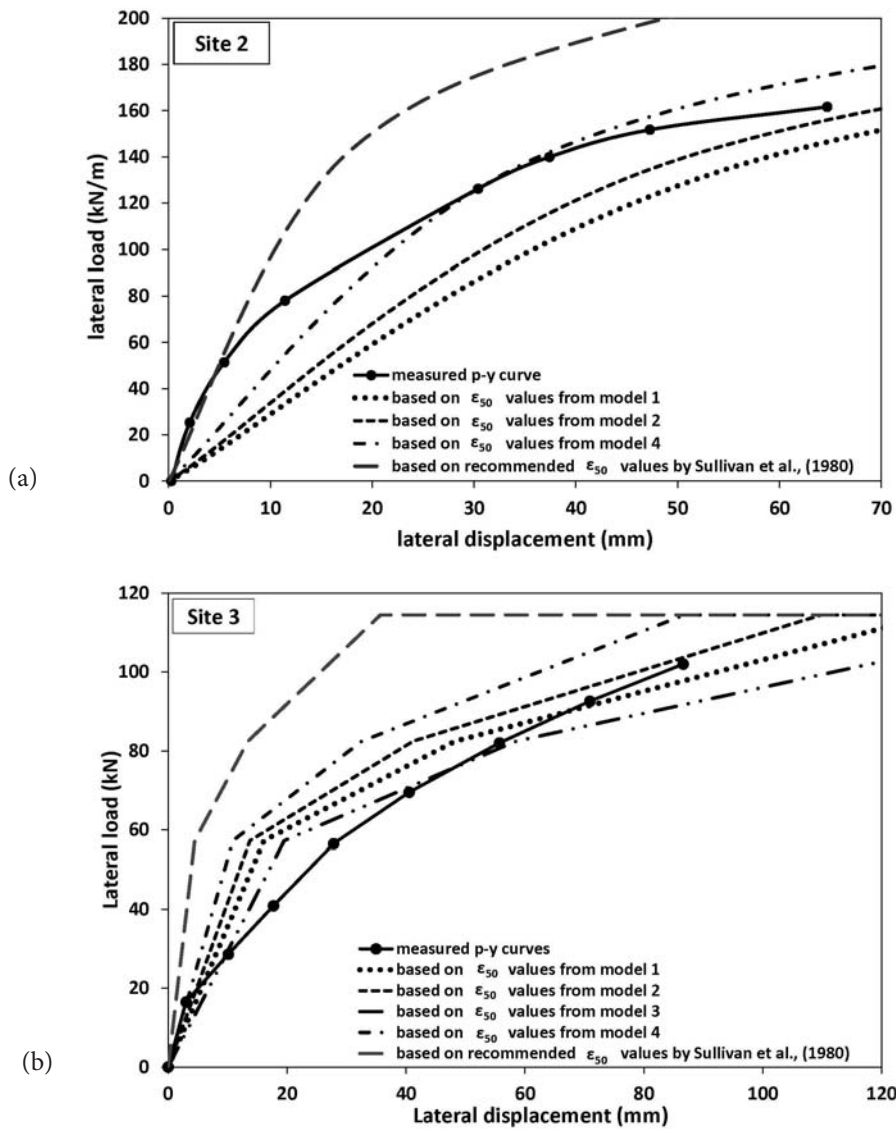 (a)
Site 2
lateral load (kN/m)
200
180
160
140
120
100
80
60
40
20
0
measured p-y curve
based on ε50 values from model 1
based on ε50 values from model 2
based on ε50 values from model 4
based on recommended ε50 values by Sullivan et al., (1980)
0 10 20 30 40 50 60 70
lateral displacement (mm)
(b)
Site 3
Lateral load (kN)
120
100
80
60
40
20
0
measured p-y curves
based on ε50 values from model 1
based on ε50 values from model 2
based on ε50 values from model 3
based on ε50 values from model 4
based on recommended ε50 values by Sullivan et al., (1980)
0 20 40 60 80 100 120
Lateral displacement (mm)